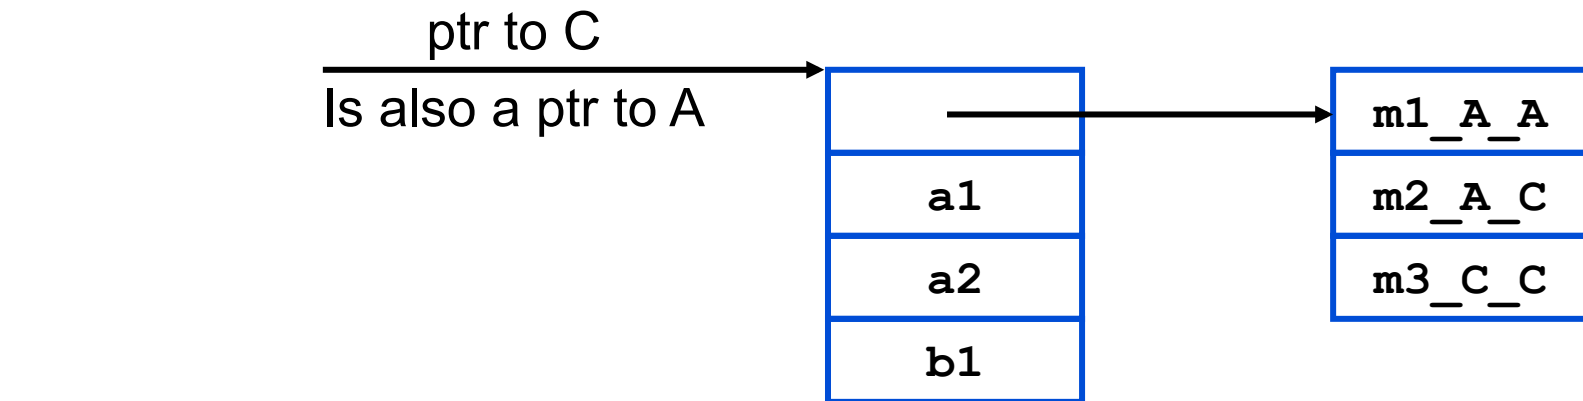 ptr to C
Is also a ptr to A
m1_A_A
a1
m2_A_C
a2
m3_C_C
b1